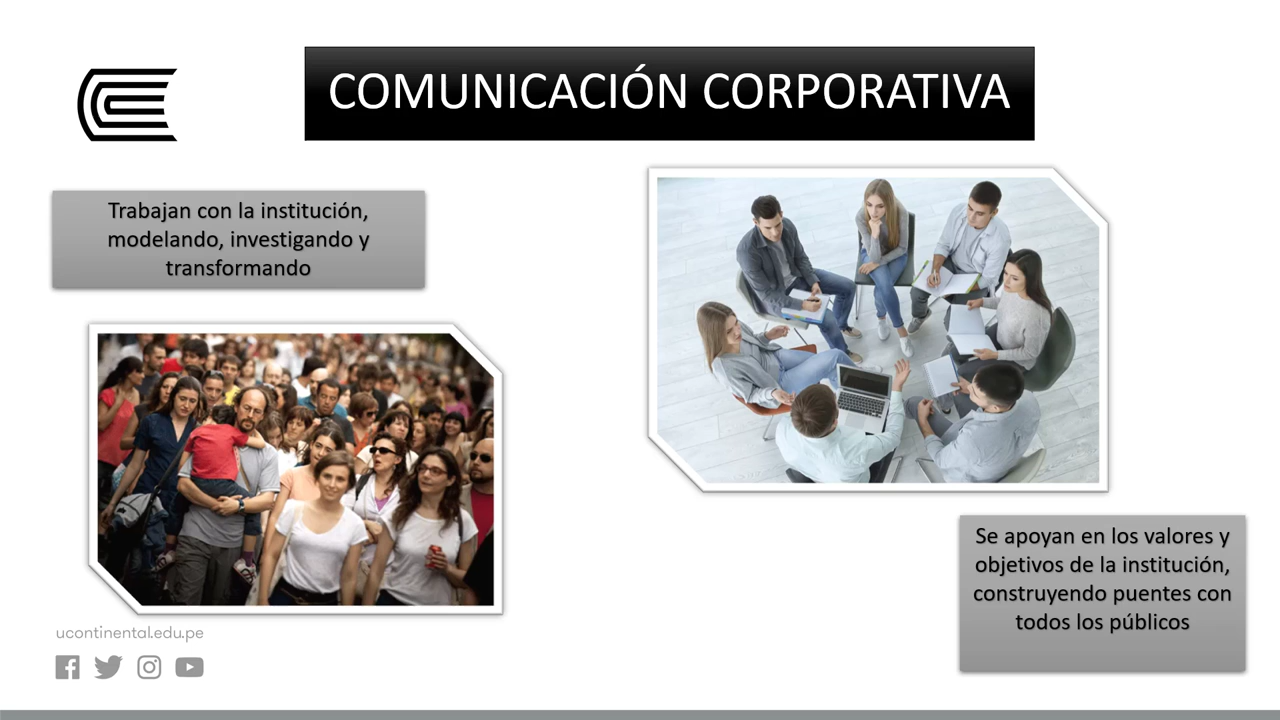 COMUNICACIÓN CORPORATIVA
Trabajan con la institución,
modelando, investigando y
transformando
Se apoyan en los valores y
objetivos de la institución,
construyendo puentes con
todos los públicos
ucontinental.edu.pe